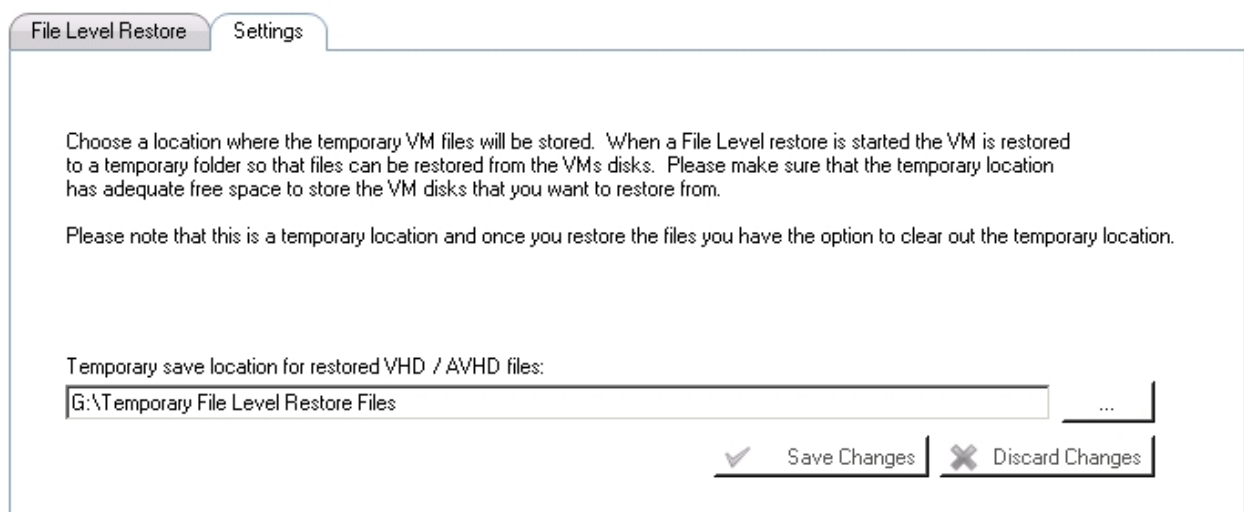 File Level Restore
Settings
Choose a location where the temporary VM files will be stored.  When a File Level restore is started the VM is restored
to a temporary folder so that files can be restored from the VMs disks.  Please make sure that the temporary location
has adequate free space to store the VM disks that you want to restore from.
Please note that this is a temporary location and once you restore the files you have the option to clear out the temporary location.
Temporary save location for restored VHD / AVHD files:
G:\Temporary File Level Restore Files
...
Save Changes
Discard Changes